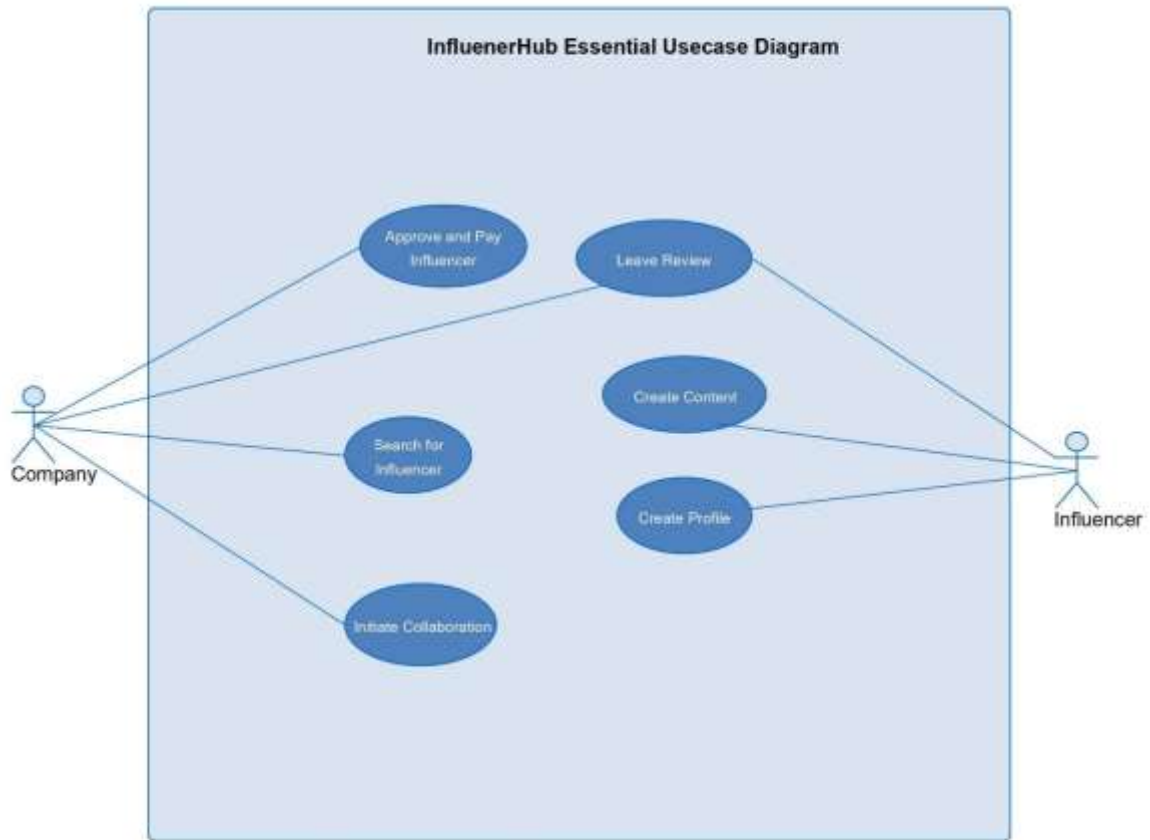 InfluenerHub Essential Usecase Diagram
Approve and Pay
Influencer
Leave Review
Create Content
Search for
Influencer
Company
Create Profile
Influencer
Initiate Collaboration